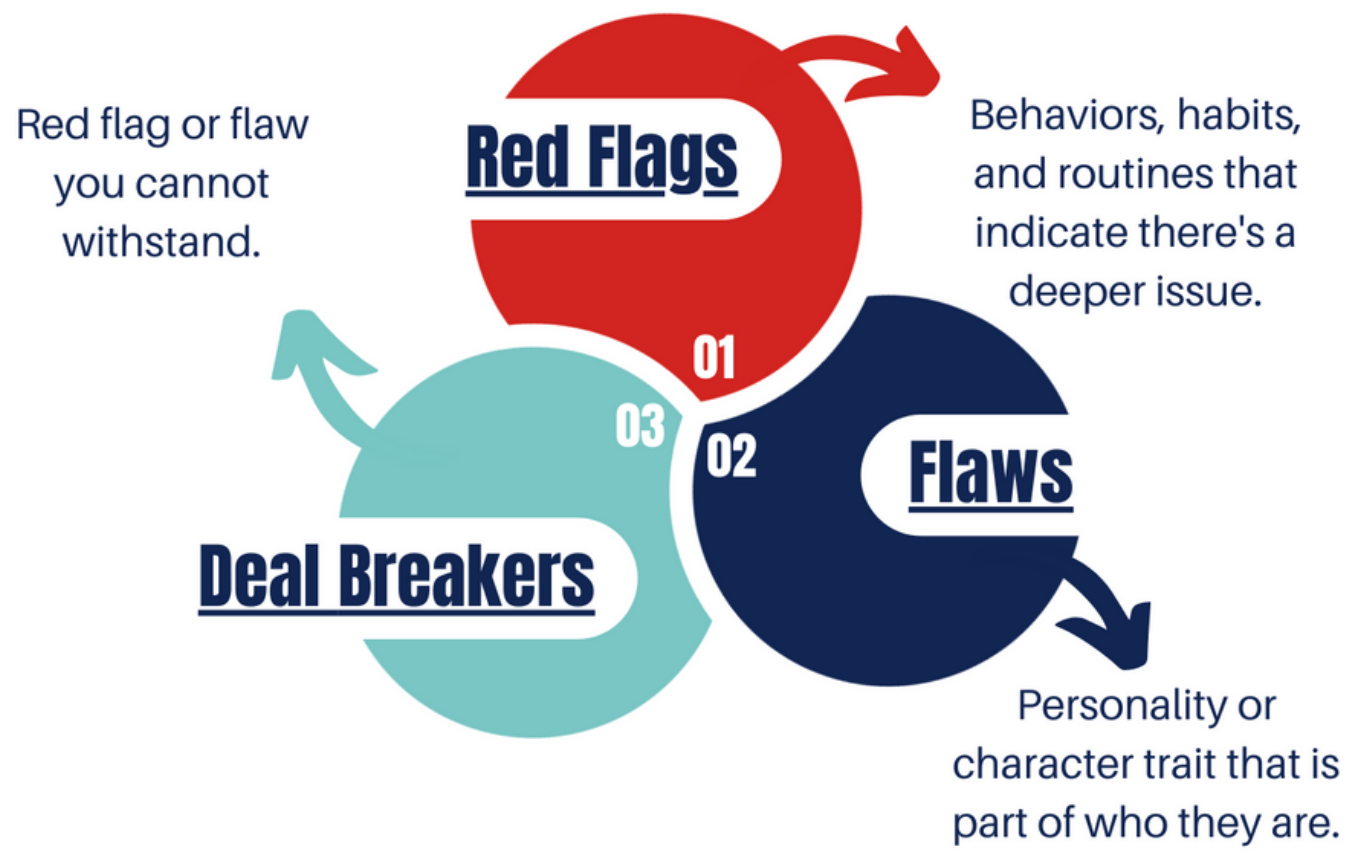 Red Flags
01
Behaviors, habits,
and routines that
indicate there's a
deeper issue.
02
Flaws
Personality or
character trait that is
part of who they are.
03
Deal Breakers
Red flag or flaw
you cannot
withstand.